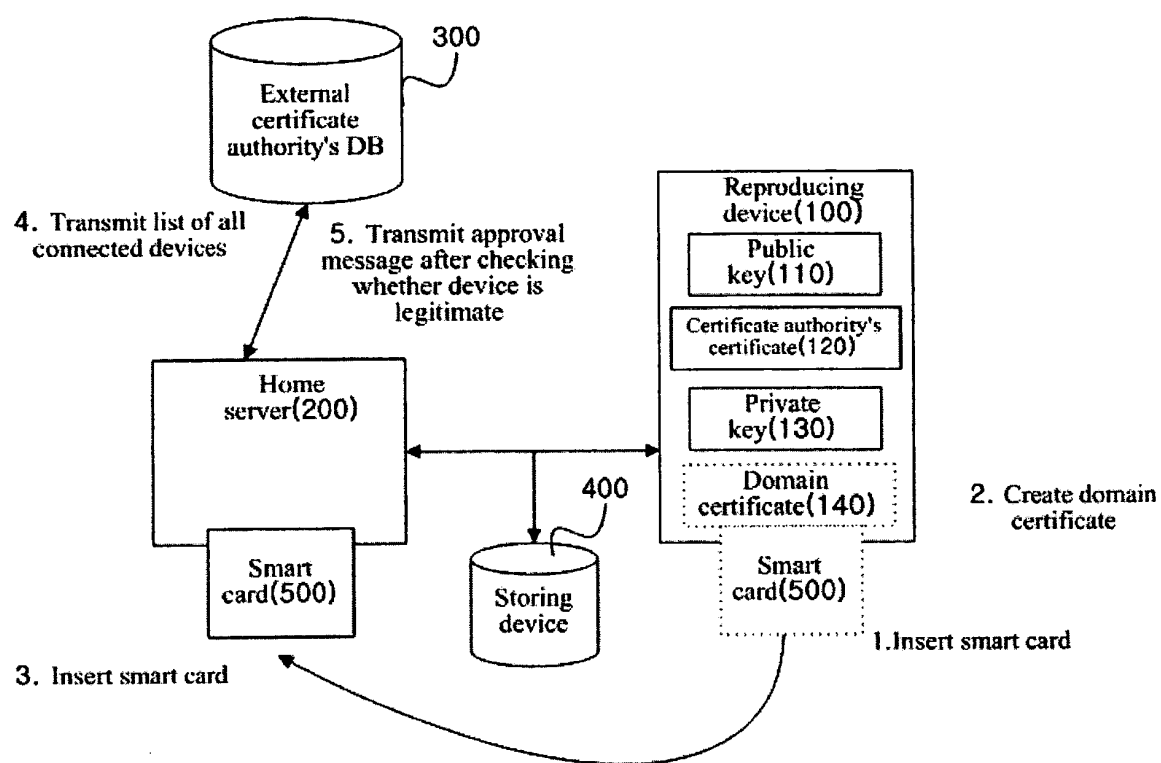 300
External
certificate
authority's DB
4. Transmit list of all
connected devices
5. Transmit approval
message after checking
whether device is
legitimate
Reproducing
device(100)
Public
key(110)
Certificate authority's
certificate(120)
Private
key(130)
Domain
certificate(140)
2. Create domain
certificate
Home
server(200)
400
Smart
card(500)
Storing
device
Smart
card(500)
1.Insert smart card
3. Insert smart card